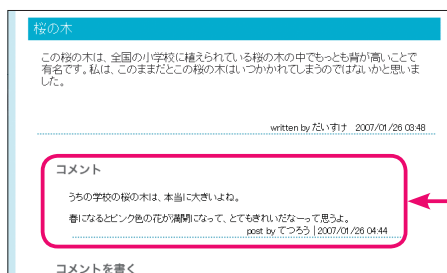 桜の木
この桜の木は、全国の小学校に植えられている桜の木の中でもっとも背が高いことで
有名です。私は、このままだとこの桜の木はいつかかれてしまうのではないかと思いま
した。
written by だいすけ 2007/01/26 03:48
コメント
うちの学校の桜の木は、本当に大きいよね。
春になるとピンク色の花が満開になって、とてもきれいだなーって思うよ。
post by てつろう | 2007/01/26 04:44
コメントを書く